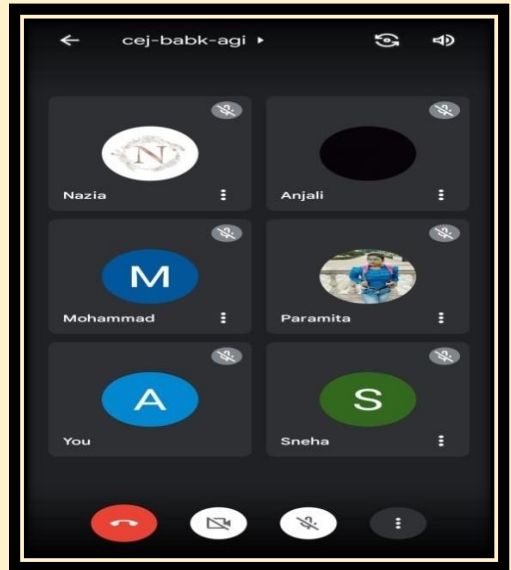 cej-babk-agi
N
Nazia
Anjali
M
Mohammad
Paramita
A
You
S
Sneha